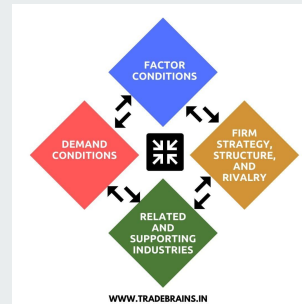 FACTOR
CONDITIONS
DEMAND
CONDITIONS
FIRM
STRATEGY,
STRUCTURE,
AND
RIVALRY
RELATED
AND
SUPPORTING
INDUSTRIES
WWW.TRADEBRAINS.IN